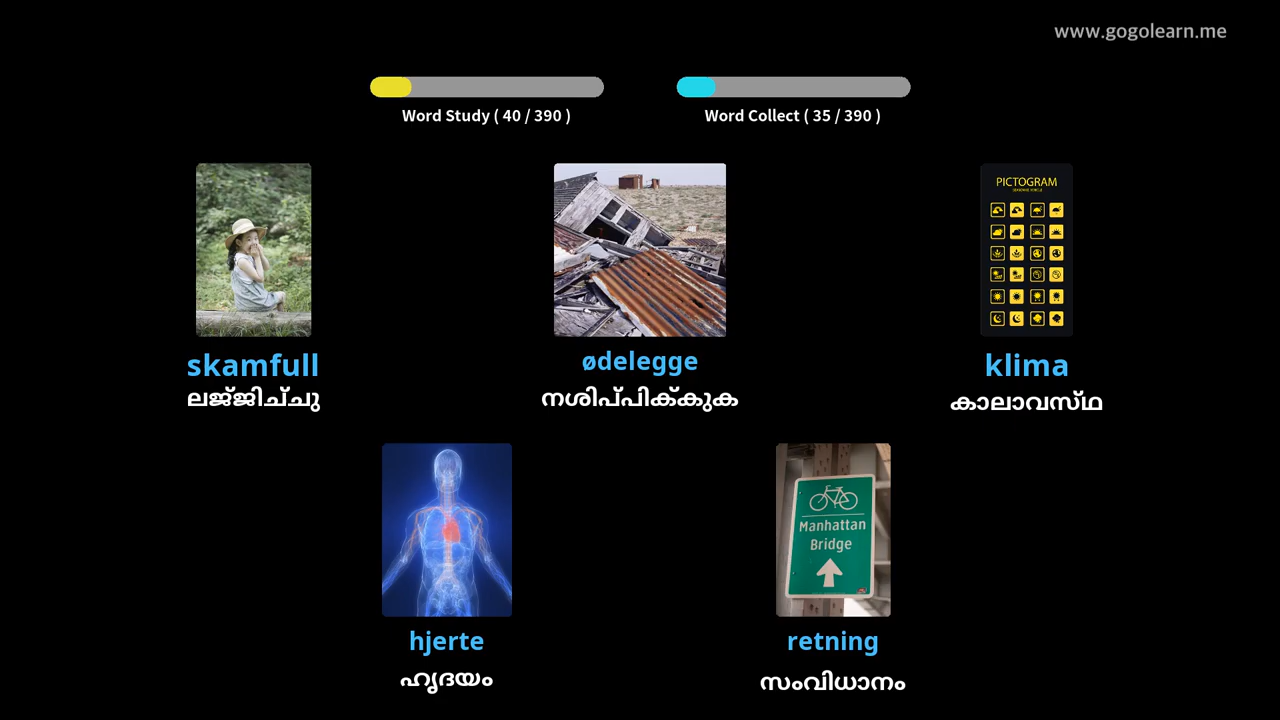 www.gogolearn.me
Word Study ( 40 / 390 )
Word Collect ( 35 / 390 )
PICTOGRAM
skamfull
ലജ്ജിച്ചു
ødelegge
നശിപ്പിക്കുക
klima
കാലാവസ്ഥ
Manhattan
Bridge
hjerte
ഹൃദയം
retning
സംവിധാനം